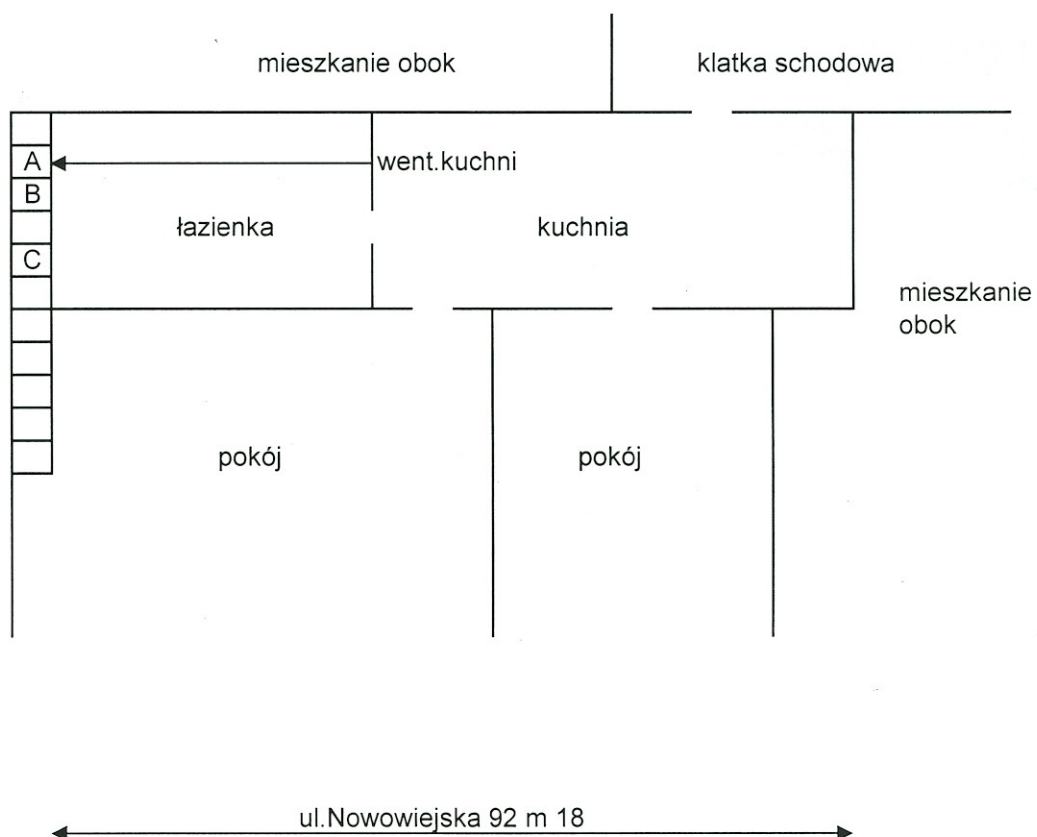 mieszkanie obok
klatka schodowa
A
went.kuchni
B
łazienka
kuchnia
C
mieszkanie
obok
pokój
pokój
ul.Nowowiejska 92 m 18